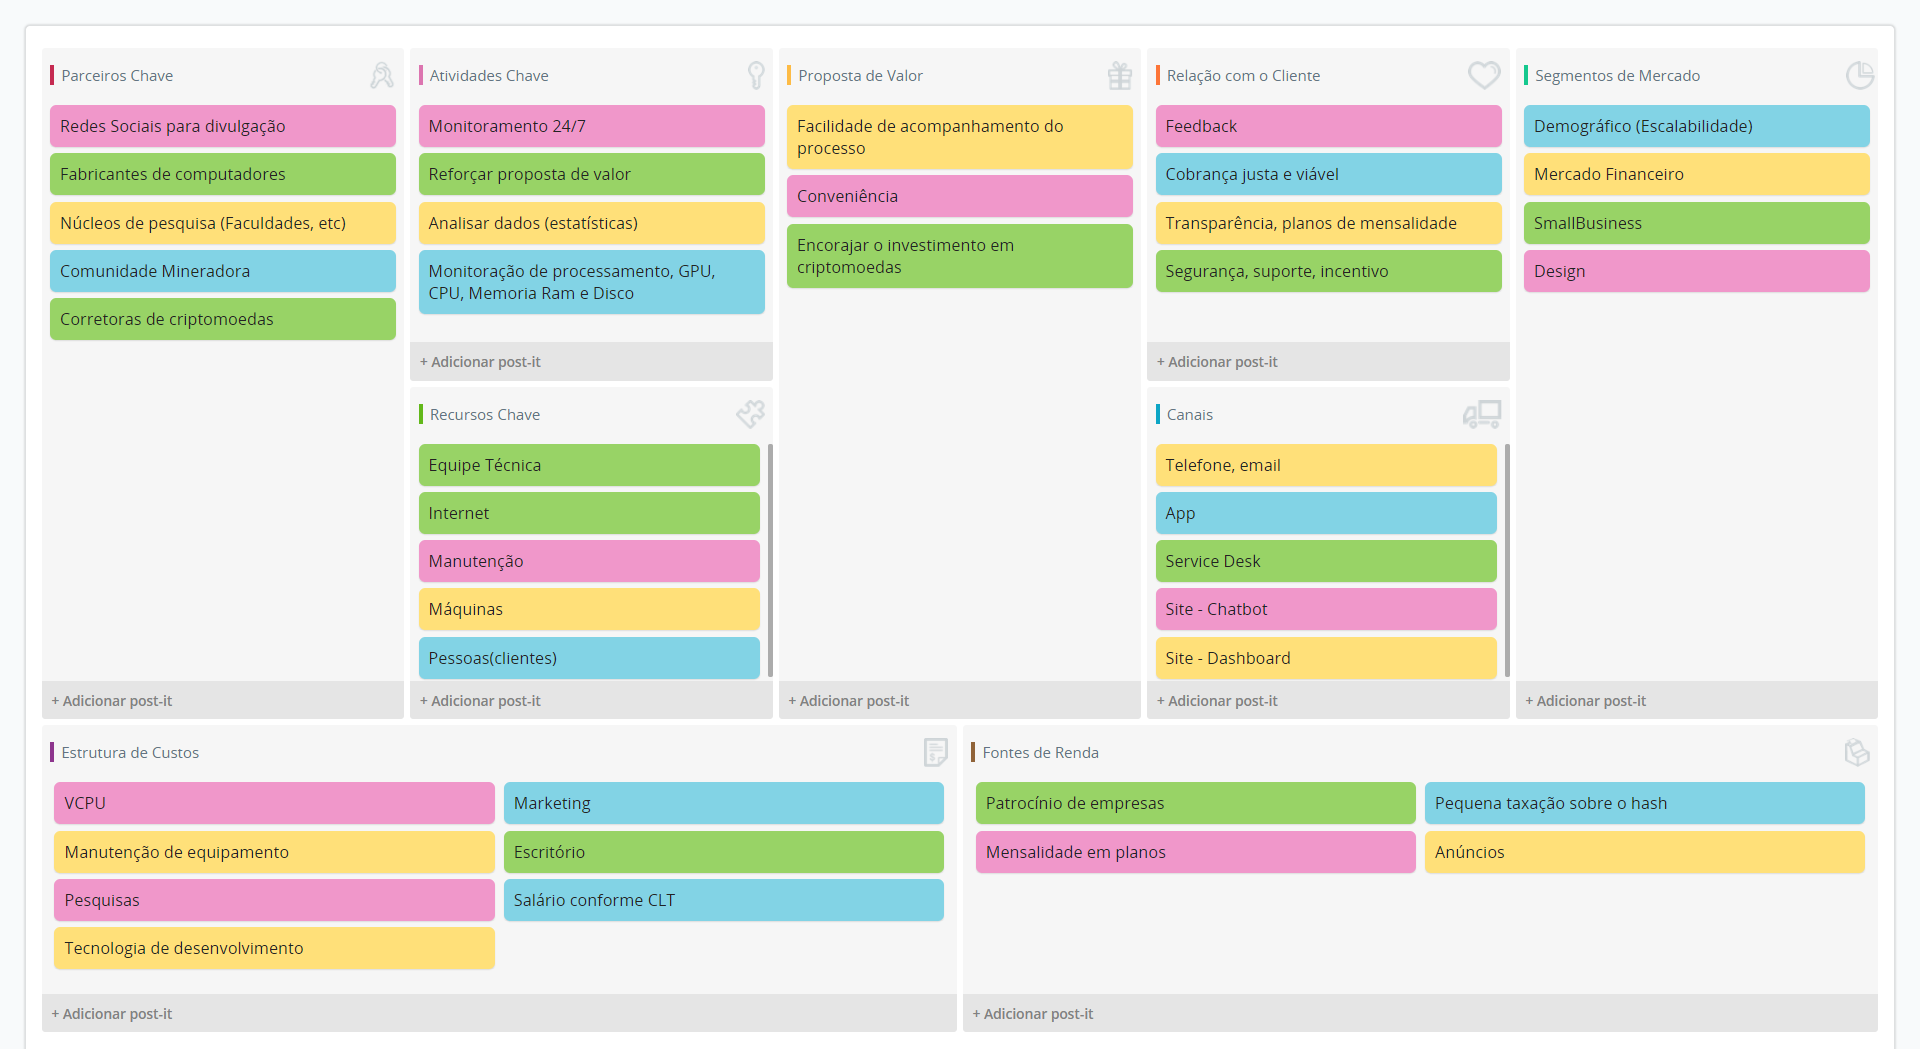 Parceiros Chave
Redes Sociais para divulgação
Fabricantes de computadores
Núcleos de pesquisa (Faculdades, etc)
Comunidade Mineradora
Corretoras de criptomoedas
+ Adicionar post-it
Atividades Chave
Monitoramento 24/7
Reforçar proposta de valor
Analisar dados (estatísticas)
Monitoração de processamento, GPU,
CPU, Memoria Ram e Disco
+ Adicionar post-it
Recursos Chave
Equipe Técnica
Internet
Manutenção
Máquinas
Pessoas(clientes)
+ Adicionar post-it
Proposta de Valor
Facilidade de acompanhamento do
processo
Conveniência
Encorajar o investimento em
criptomoedas
+ Adicionar post-it
Relação com o Cliente
Feedback
Cobrança justa e viável
Transparência, planos de mensalidade
Segurança, suporte, incentivo
+ Adicionar post-it
Canais
Telefone, email
App
Service Desk
Site - Chatbot
Site - Dashboard
+ Adicionar post-it
Segmentos de Mercado
Demográfico (Escalabilidade)
Mercado Financeiro
SmallBusiness
Design
+ Adicionar post-it
Estrutura de Custos
VCPU
Marketing
Manutenção de equipamento
Escritório
Pesquisas
Salário conforme CLT
Tecnologia de desenvolvimento
+ Adicionar post-it
Fontes de Renda
Patrocínio de empresas
Pequena taxação sobre o hash
Mensalidade em planos
Anúncios
+ Adicionar post-it